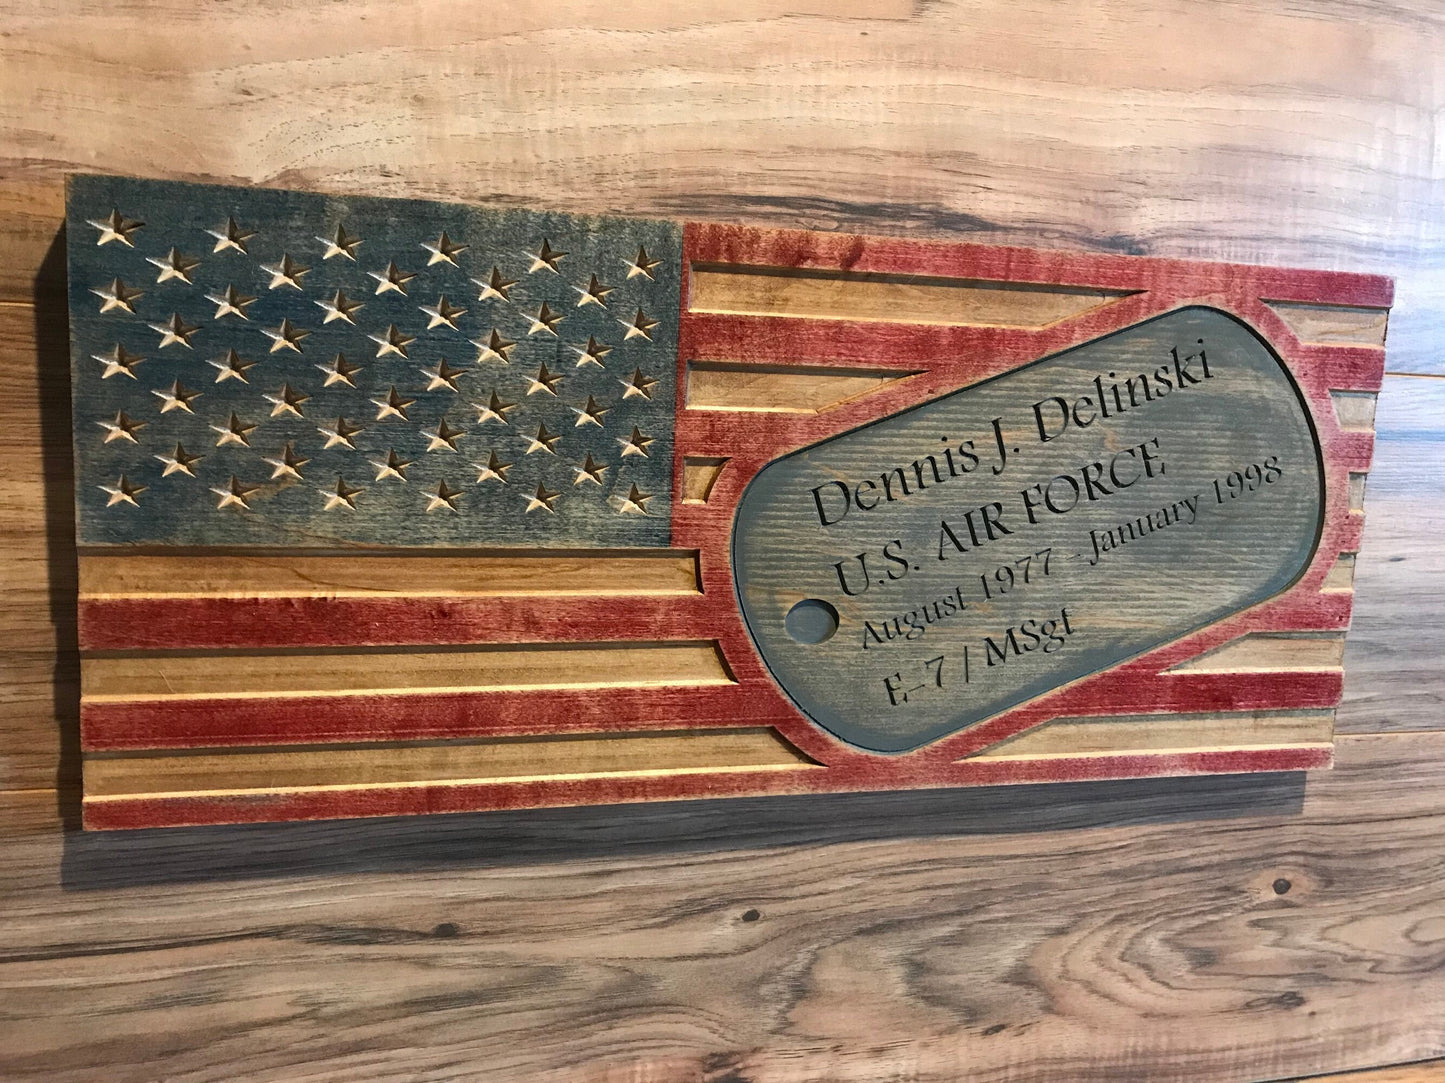 Dennis J. Delinski
U.S. AIR FORCE
August 1977 - January 1998
E-7 / MSgt